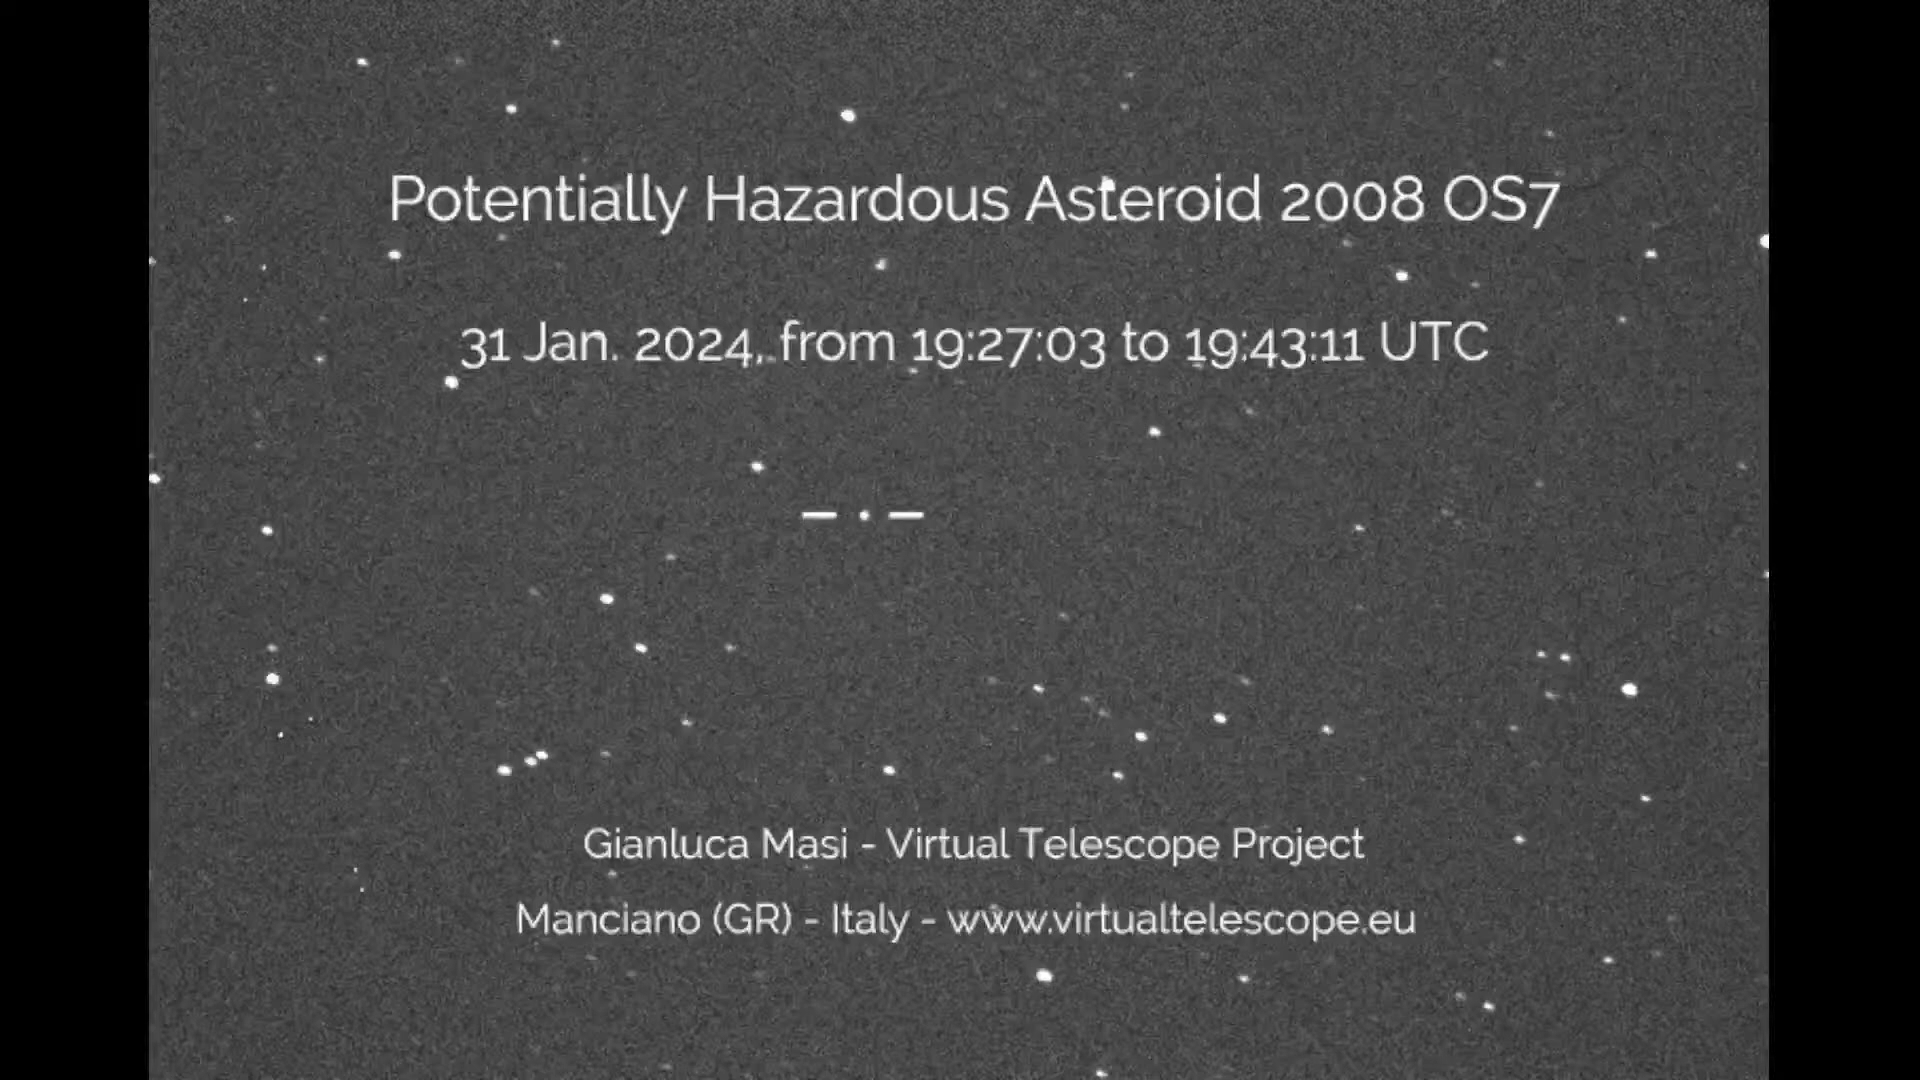 Potentially Hazardous Asteroid 2008 OS7
31 Jan. 2024, from 19:27:03 to 19:43:11 UTC
Gianluca Masi - Virtual Telescope Project
Manciano (GR) - Italy - www.virtualtelescope.eu